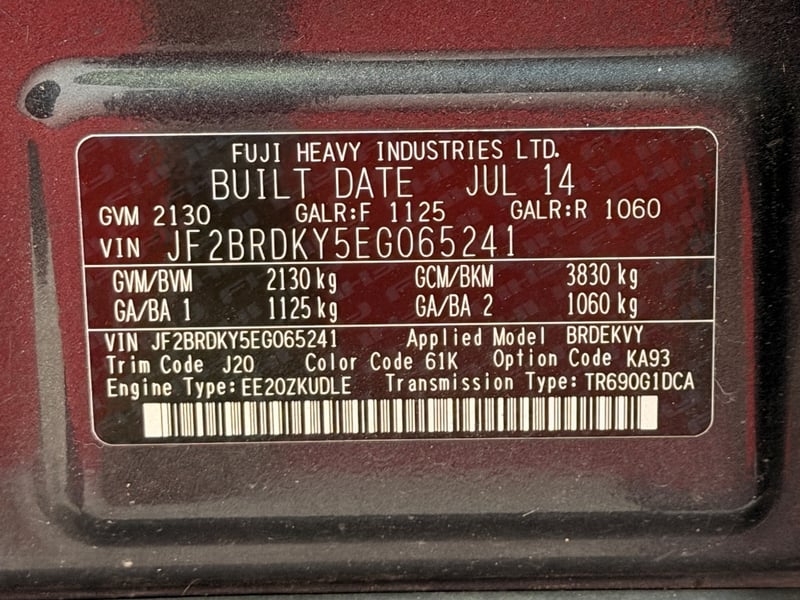 FUJI HEAVY INDUSTRIES LTD.
BUILT DATE JUL 14
GVM 2130 GALR:F 1125 GALR:R 1060
VIN JF2BRDKY5EG065241
GVM/BVM 2130 kg GCM/BKM 3830 kg
GA/BA 1 1125 kg GA/BA 2 1060 kg
VIN JF2BRDKY5EG065241 Applied Model BRDEKVY
Trim Code J20 Color Code 61K Option Code KA93
Engine Type:EE20ZKUDLE Transmission Type:TR690G1DCA